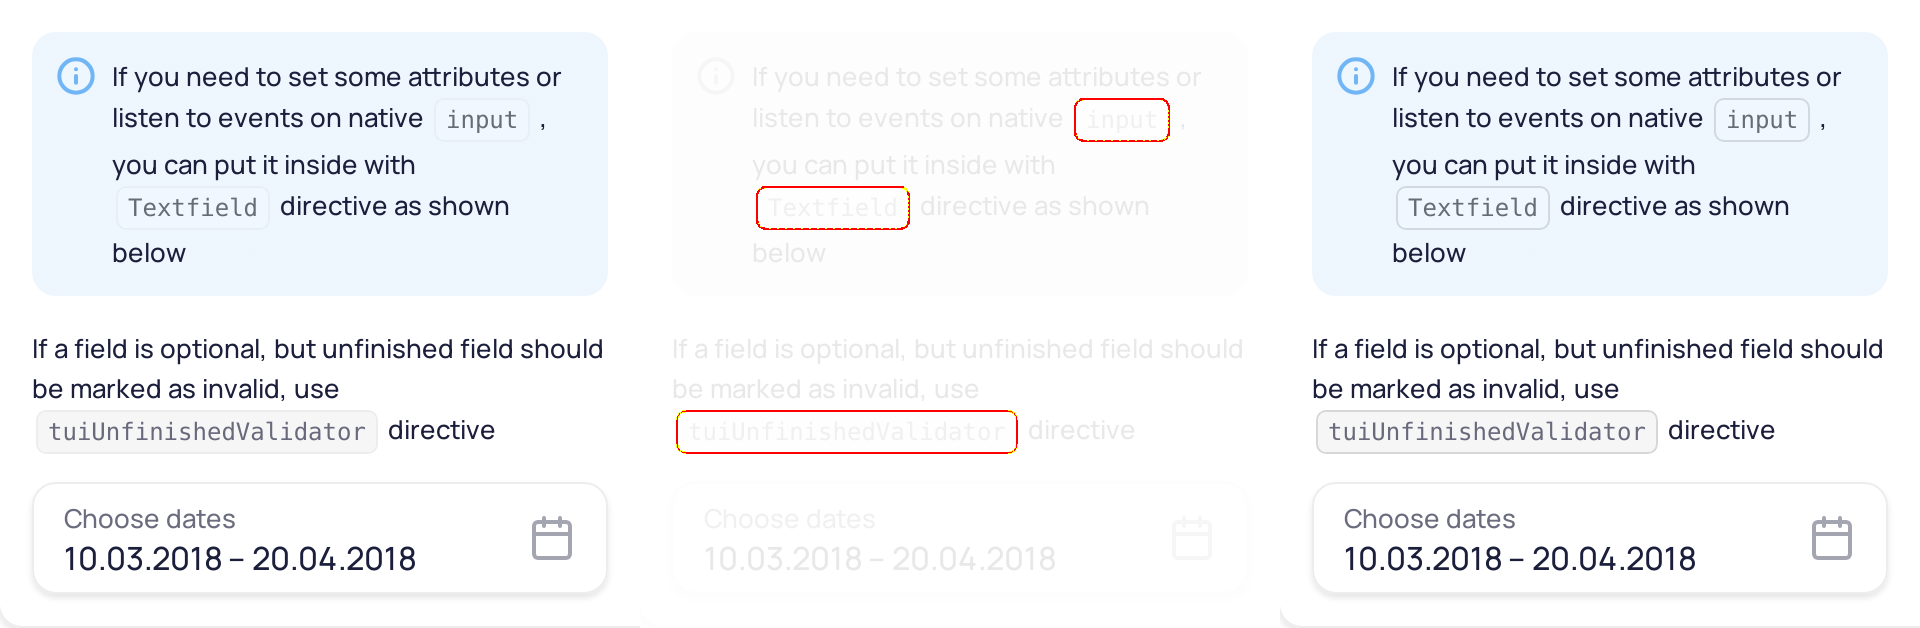 If you need to set some attributes or
listen to events on native input ,
you can put it inside with
Textfield directive as shown
below
If a field is optional, but unfinished field should
be marked as invalid, use
tuiUnfinishedValidator directive
Choose dates
10.03.2018 – 20.04.2018
If you need to set some attributes or
listen to events on native input ,
you can put it inside with
Textfield directive as shown
below
If a field is optional, but unfinished field should
be marked as invalid, use
tuiUnfinishedValidator directive
Choose dates
10.03.2018 – 20.04.2018
If you need to set some attributes or
listen to events on native input ,
you can put it inside with
Textfield directive as shown
below
If a field is optional, but unfinished field should
be marked as invalid, use
tuiUnfinishedValidator directive
Choose dates
10.03.2018 – 20.04.2018